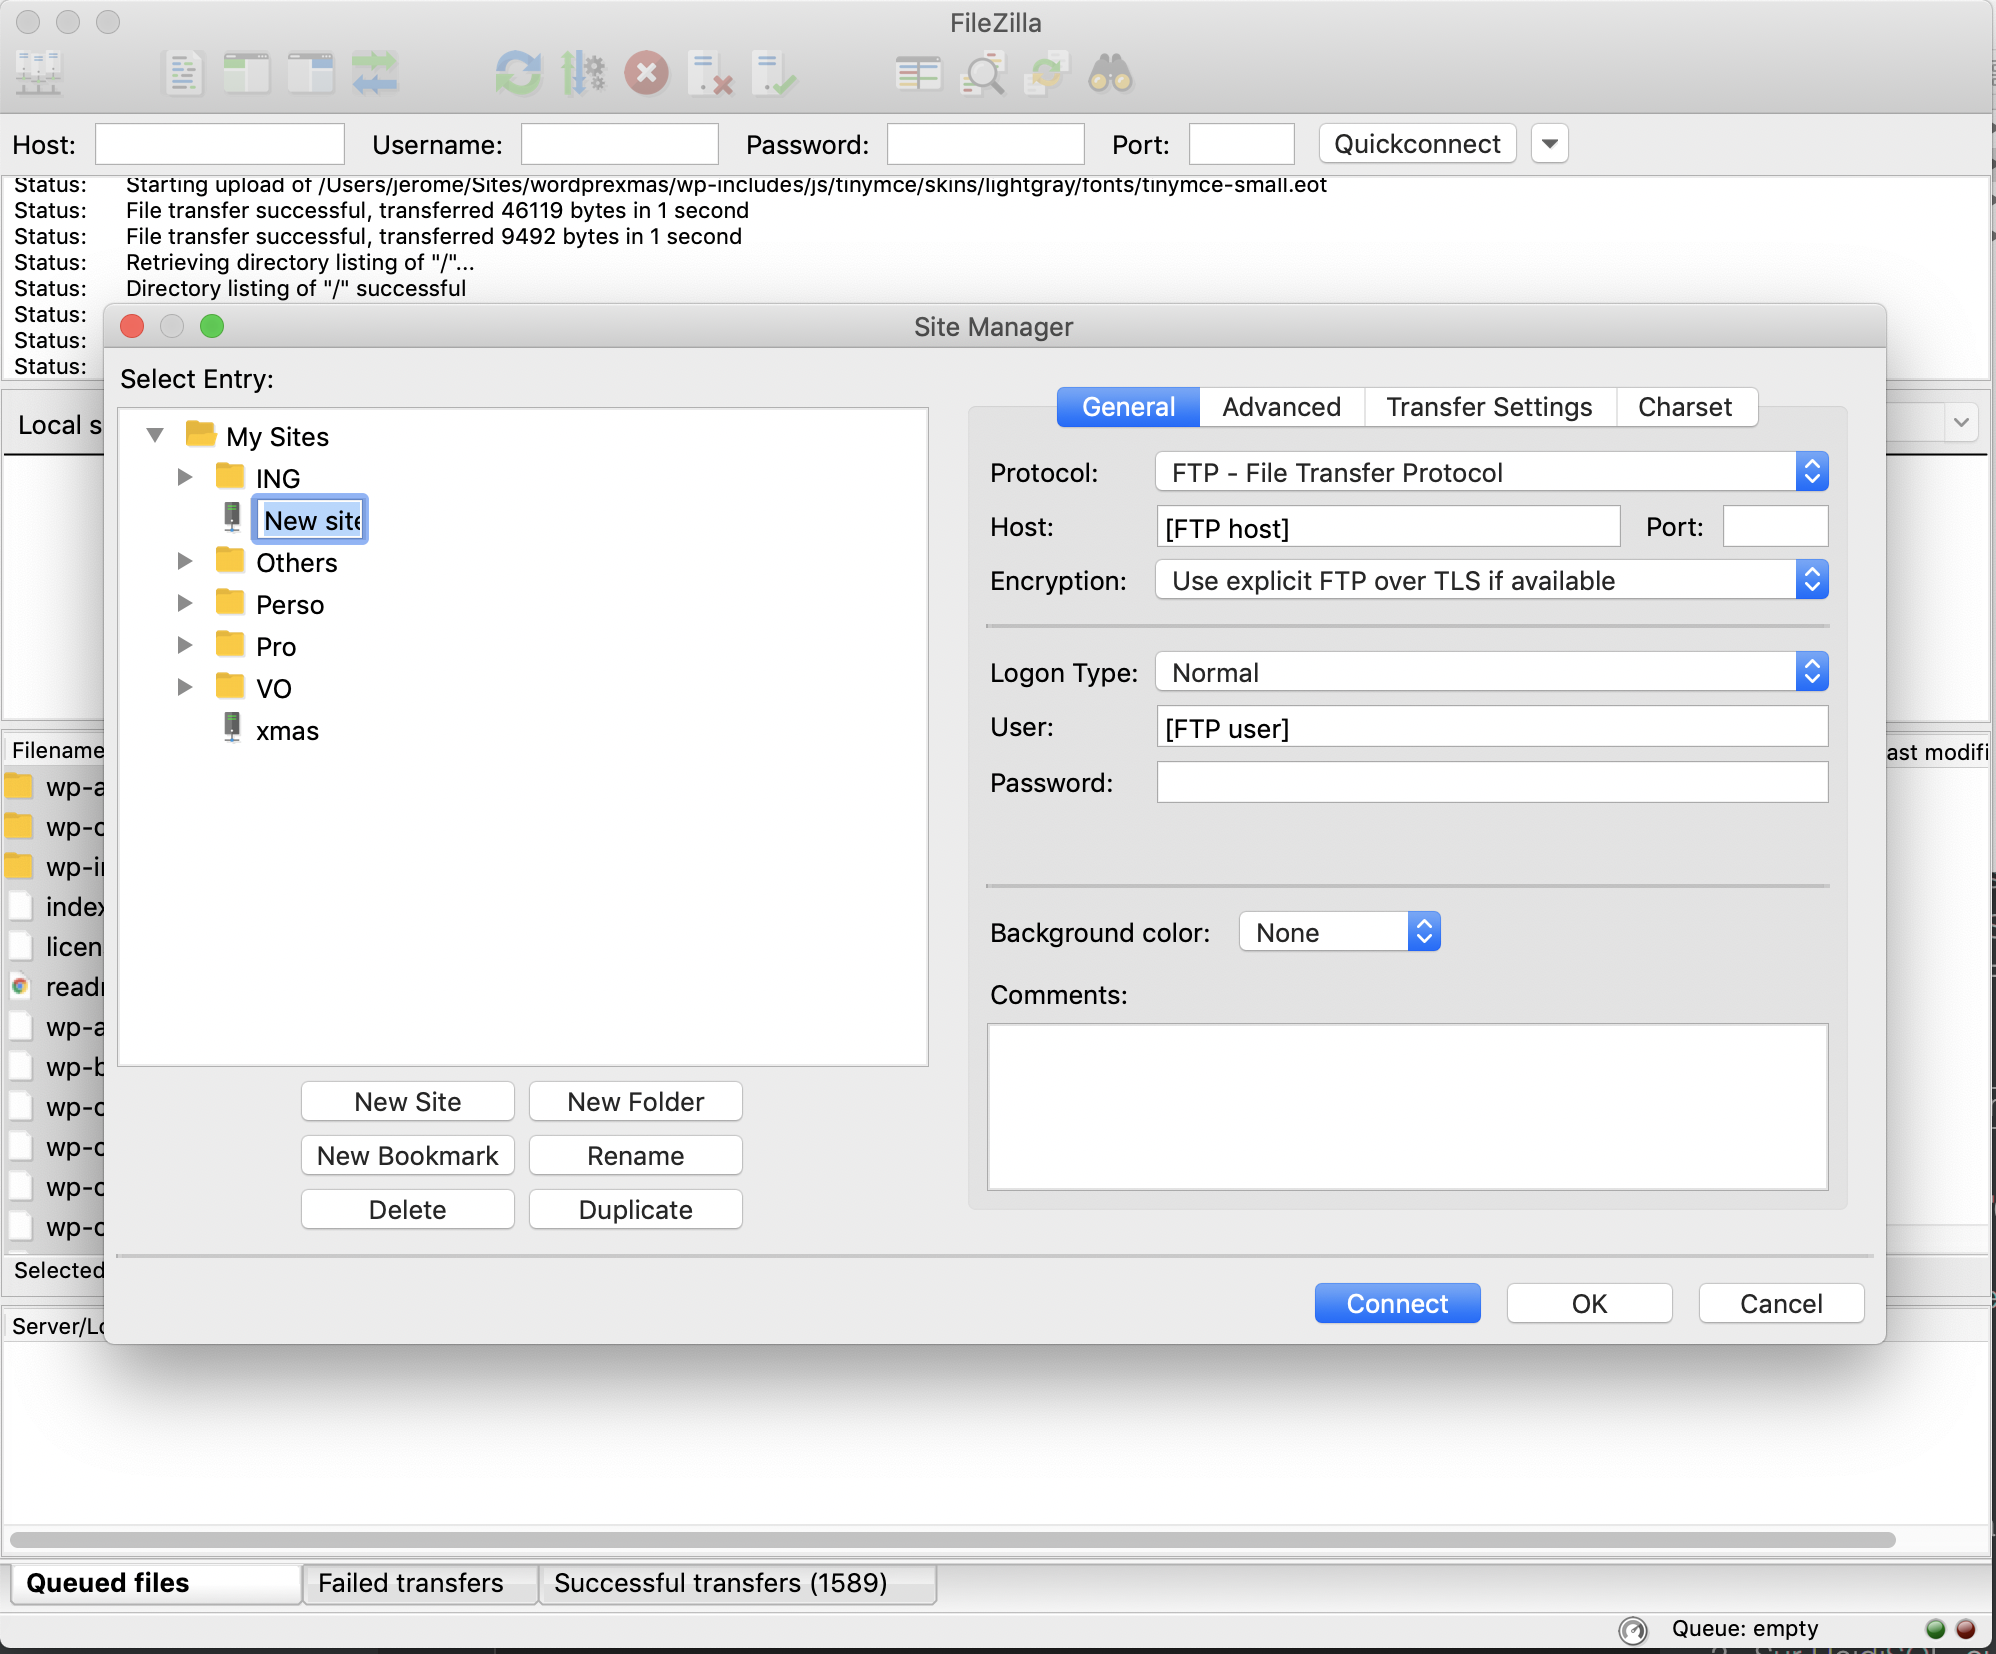 FileZilla
Host: Username: Password: Port: Quickconnect
Status: Starting upload of /Users/jerome/Sites/wordprexmas/wp-includes/js/tinymce/skins/lightgray/fonts/tinymce-small.eot
Status: File transfer successful, transferred 46119 bytes in 1 second
Status: File transfer successful, transferred 9492 bytes in 1 second
Status: Retrieving directory listing of "/"...
Status: Directory listing of "/" successful
Status:
Status:
Status:
Site Manager
Select Entry:
My Sites
ING
New site
Others
Perso
Pro
VO
xmas
New Site New Folder
New Bookmark Rename
Delete Duplicate
General Advanced Transfer Settings Charset
Protocol: FTP - File Transfer Protocol
Host: [FTP host] Port:
Encryption: Use explicit FTP over TLS if available
Logon Type: Normal
User: [FTP user]
Password:
Background color: None
Comments:
Connect OK Cancel
Local s
Filename
ast modifi
wp-a
wp-c
wp-i
index
licen
read
wp-a
wp-b
wp-c
wp-c
wp-c
wp-c
Selected
Server/Lo
Queued files Failed transfers Successful transfers (1589)
Queue: empty